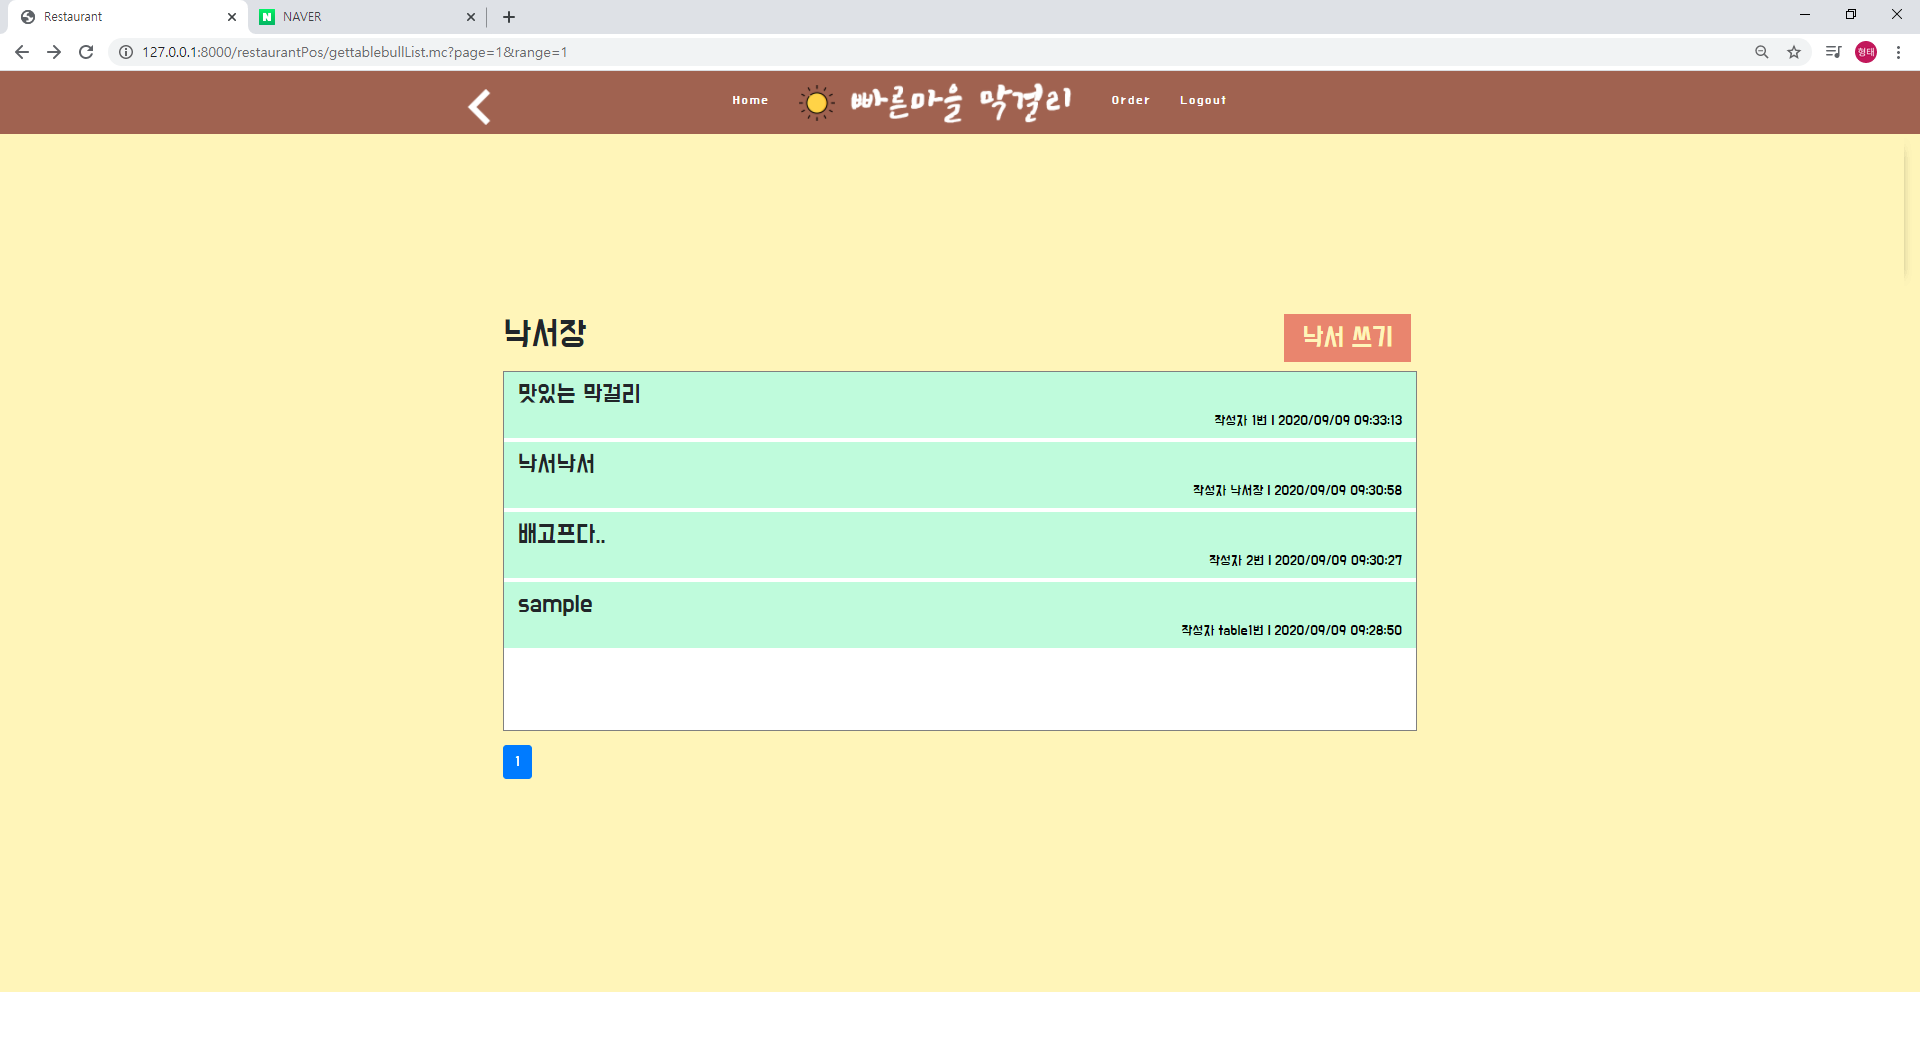 Restaurant
NAVER
127.0.0.1:8000/restaurantPos/gettablebullList.mc?page=1&range=1
형태
Home
빠른마을 막걸리
Order
Logout
낙서장
낙서 쓰기
맛있는 막걸리
작성자 1번 | 2020/09/09 09:33:13
낙서낙서
작성자 낙서장 | 2020/09/09 09:30:58
배고프다..
작성자 2번 | 2020/09/09 09:30:27
sample
작성자 table1번 | 2020/09/09 09:28:50
1